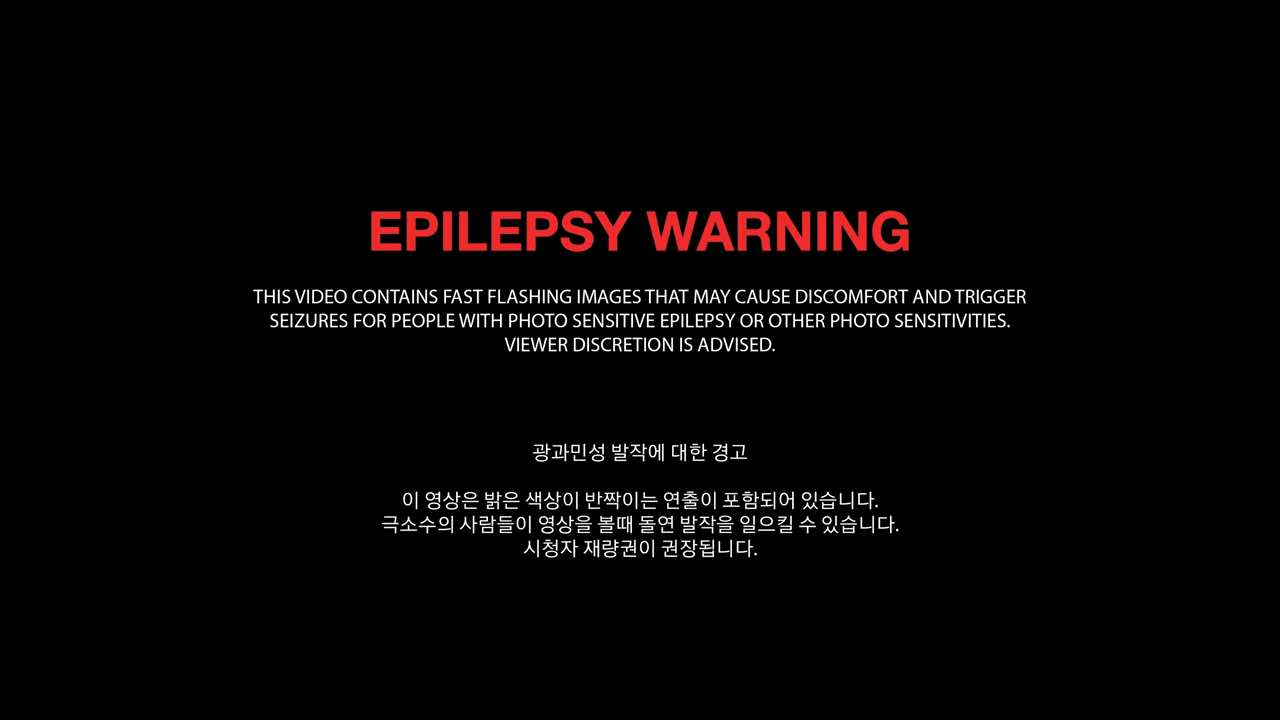 EPILEPSY WARNING
THIS VIDEO CONTAINS FAST FLASHING IMAGES THAT MAY CAUSE DISCOMFORT AND TRIGGER
SEIZURES FOR PEOPLE WITH PHOTO SENSITIVE EPILEPSY OR OTHER PHOTO SENSITIVITIES.
VIEWER DISCRETION IS ADVISED.
광과민성 발작에 대한 경고
이 영상은 밝은 색상이 반짝이는 연출이 포함되어 있습니다.
극소수의 사람들이 영상을 볼때 돌연 발작을 일으킬 수 있습니다.
시청자 재량권이 권장됩니다.